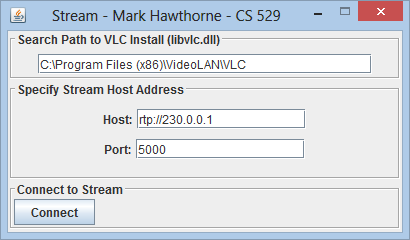 Stream - Mark Hawthorne - CS 529
Search Path to VLC Install (libvlc.dll)
C:\Program Files (x86)\VideoLAN\VLC
Specify Stream Host Address
Host: rtp://230.0.0.1
Port: 5000
Connect to Stream
Connect